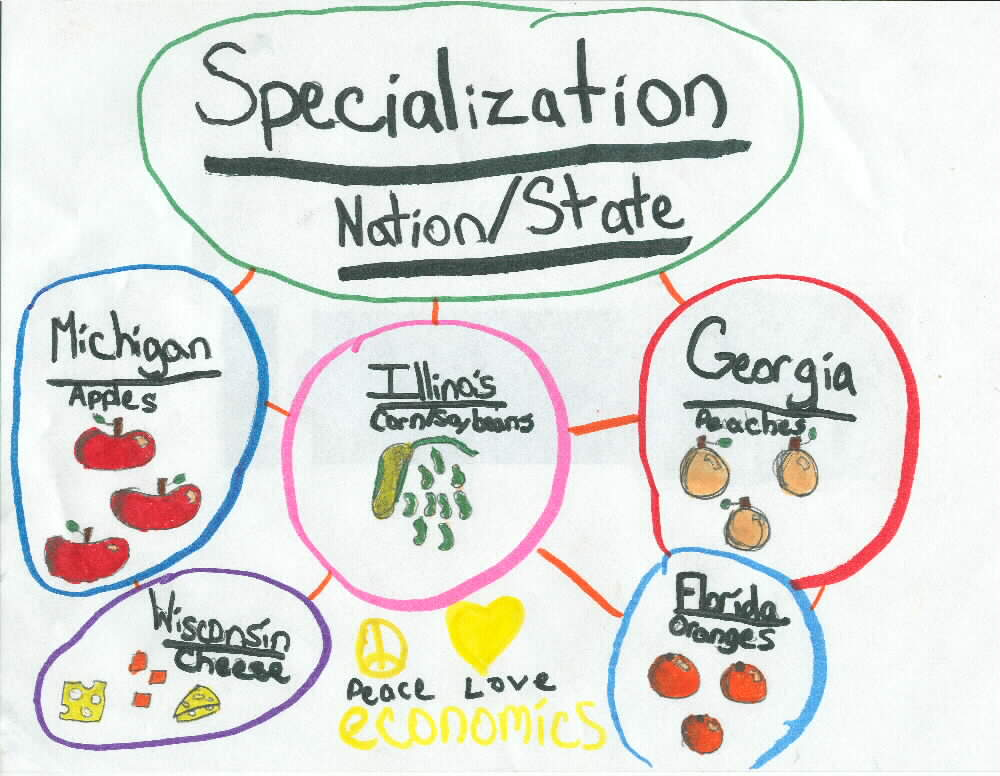 Specialization
Nation/State
Michigan
Apples
Illinois
Corn/Soybeans
Georgia
Peaches
Wisconsin
Cheese
Florida
Oranges
Peace Love
economics